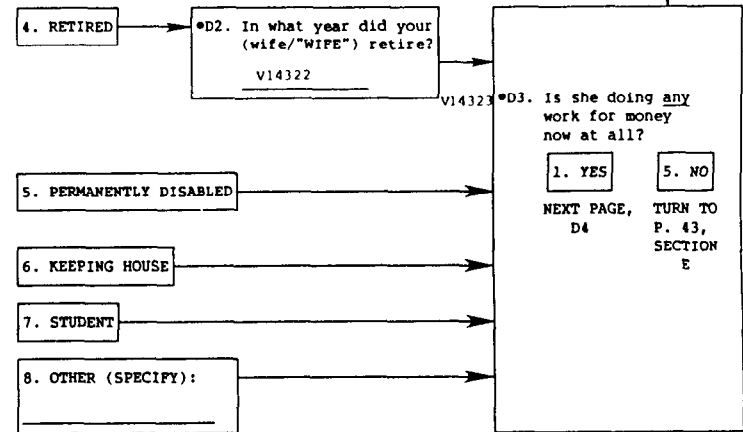 4. RETIRED
●D2. In what year did your
(wife/"WIFE") retire?
V14322
V14323 ●D3. Is she doing any
work for money
now at all?
1. YES
5. NO
NEXT PAGE,
D4
TURN TO
P. 43,
SECTION
E
5. PERMANENTLY DISABLED
6. KEEPING HOUSE
7. STUDENT
8. OTHER (SPECIFY):